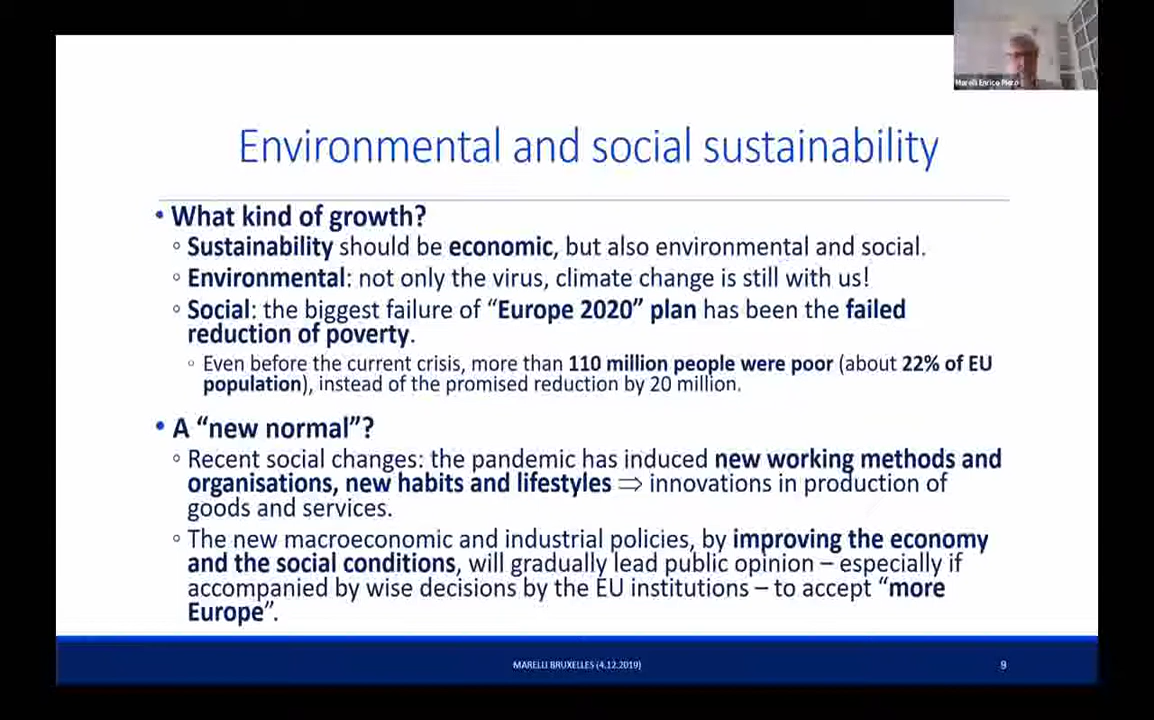 Marelli Enrico Piero
Environmental and social sustainability
• What kind of growth?
◦ Sustainability should be economic, but also environmental and social.
◦ Environmental: not only the virus, climate change is still with us!
◦ Social: the biggest failure of “Europe 2020” plan has been the failed
reduction of poverty.
◦ Even before the current crisis, more than 110 million people were poor (about 22% of EU
population), instead of the promised reduction by 20 million.
• A “new normal”?
◦ Recent social changes: the pandemic has induced new working methods and
organisations, new habits and lifestyles ⇒ innovations in production of
goods and services.
◦ The new macroeconomic and industrial policies, by improving the economy
and the social conditions, will gradually lead public opinion – especially if
accompanied by wise decisions by the EU institutions – to accept “more
Europe”.
MARELLI BRUXELLES (4.12.2019)
9